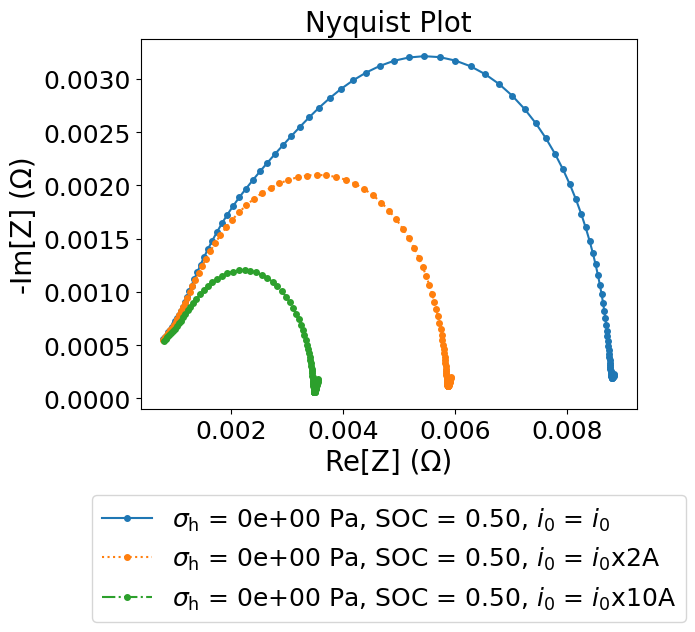 Nyquist Plot
0.0030
0.0025
0.0020
0.0015
0.0010
0.0005
0.0000
-Im[Z] (Ω)
0.002 0.004 0.006 0.008
Re[Z] (Ω)
σh = 0e+00 Pa, SOC = 0.50, i0 = i0
σh = 0e+00 Pa, SOC = 0.50, i0 = i0x2A
σh = 0e+00 Pa, SOC = 0.50, i0 = i0x10A